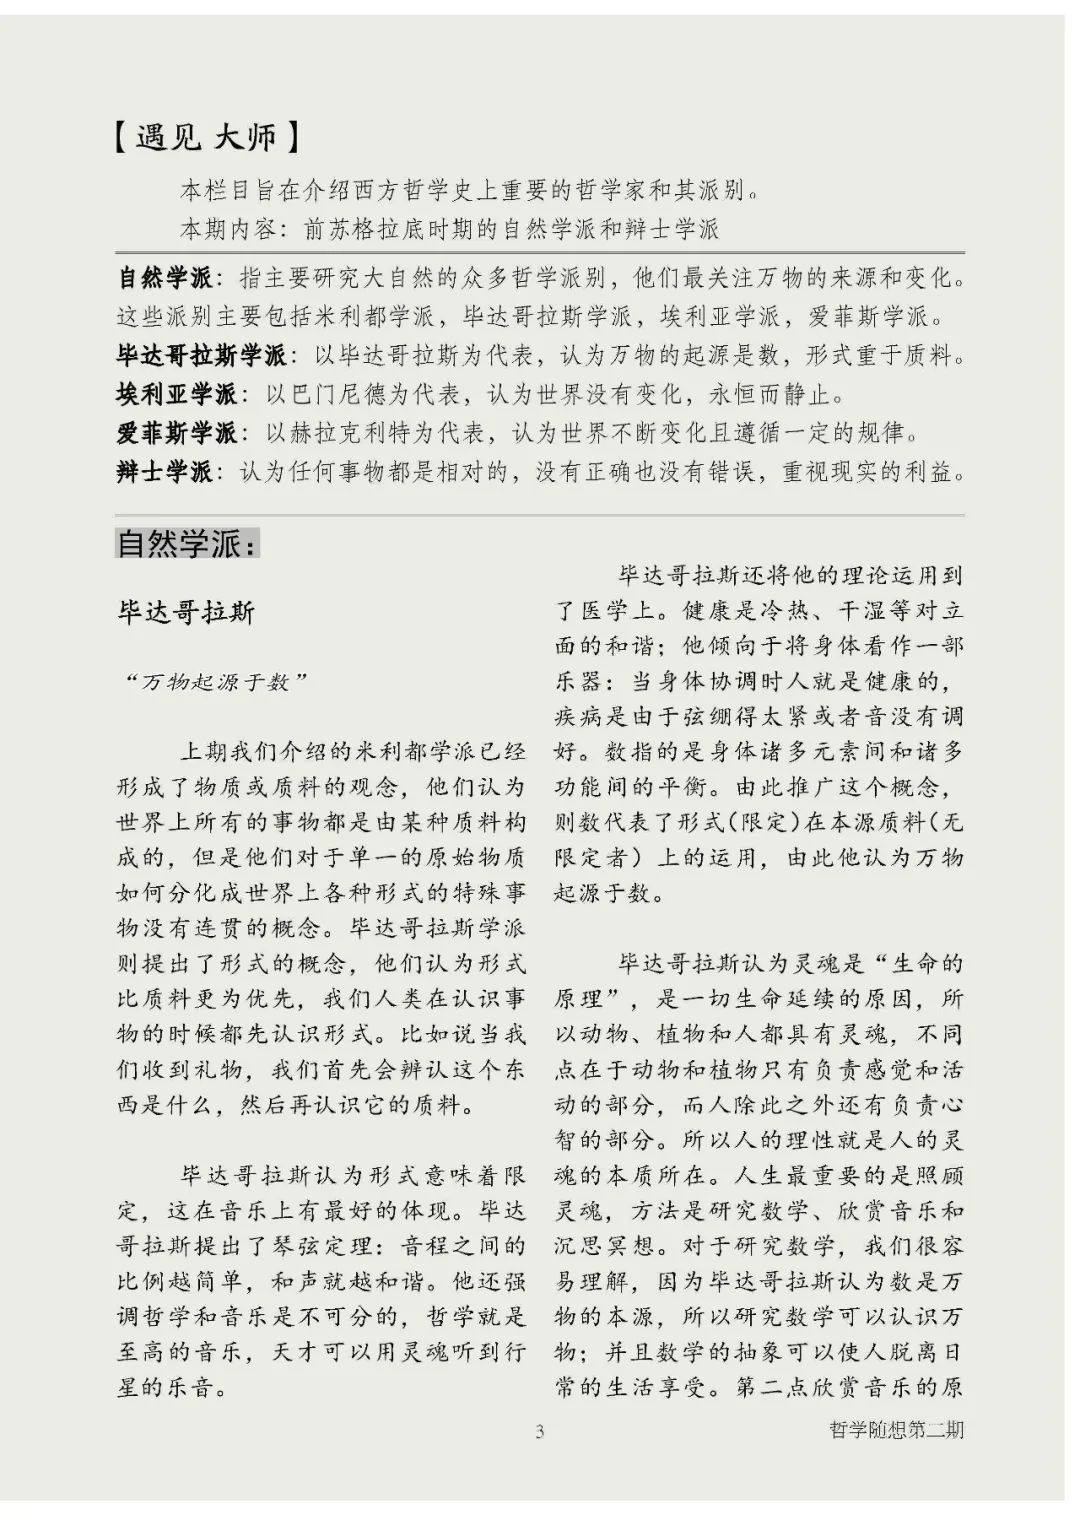 【遇见 大师】
本栏目旨在介绍西方哲学史上重要的哲学家和其派别。
本期内容：前苏格拉底时期的自然学派和辩士学派
自然学派：指主要研究大自然的众多哲学派别，他们最关注万物的来源和变化。
这些派别主要包括米利都学派，毕达哥拉斯学派，埃利亚学派，爱菲斯学派。
毕达哥拉斯学派：以毕达哥拉斯为代表，认为万物的起源是数，形式重于质料。
埃利亚学派：以巴门尼德为代表，认为世界没有变化，永恒而静止。
爱菲斯学派：以赫拉克利特为代表，认为世界不断变化且遵循一定的规律。
辩士学派：认为任何事物都是相对的，没有正确也没有错误，重视现实的利益。
自然学派：
毕达哥拉斯
“万物起源于数”
上期我们介绍的米利都学派已经
形成了物质或质料的观念，他们认为
世界上所有的事物都是由某种质料构
成的，但是他们对于单一的原始物质
如何分化成世界上各种形式的特殊事
物没有连贯的概念。毕达哥拉斯学派
则提出了形式的概念，他们认为形式
比质料更为优先，我们人类在认识事
物的时候都先认识形式。比如说当我
们收到礼物，我们首先会辨认这个东
西是什么，然后再认识它的质料。
毕达哥拉斯认为形式意味着限
定，这在音乐上有最好的体现。毕达
哥拉斯提出了琴弦定理：音程之间的
比例越简单，和声就越和谐。他还强
调哲学和音乐是不可分的，哲学就是
至高的音乐，天才可以用灵魂听到行
星的乐音。
毕达哥拉斯还将他的理论运用到
了医学上。健康是冷热、干湿等对立
面的和谐；他倾向于将身体看作一部
乐器：当身体协调时人就是健康的，
疾病是由于弦绷得太紧或者音没有调
好。数指的是身体诸多元素间和诸多
功能间的平衡。由此推广这个概念，
则数代表了形式(限定)在本源质料(无
限定者）上的运用，由此他认为万物
起源于数。
毕达哥拉斯认为灵魂是“生命的
原理”，是一切生命延续的原因，所
以动物、植物和人都具有灵魂，不同
点在于动物和植物只有负责感觉和活
动的部分，而人除此之外还有负责心
智的部分。所以人的理性就是人的灵
魂的本质所在。人生最重要的是照顾
灵魂，方法是研究数学、欣赏音乐和
沉思冥想。对于研究数学，我们很容
易理解，因为毕达哥拉斯认为数是万
物的本源，所以研究数学可以认识万
物；并且数学的抽象可以使人脱离日
常的生活享受。第二点欣赏音乐的原
3
哲学随想第二期